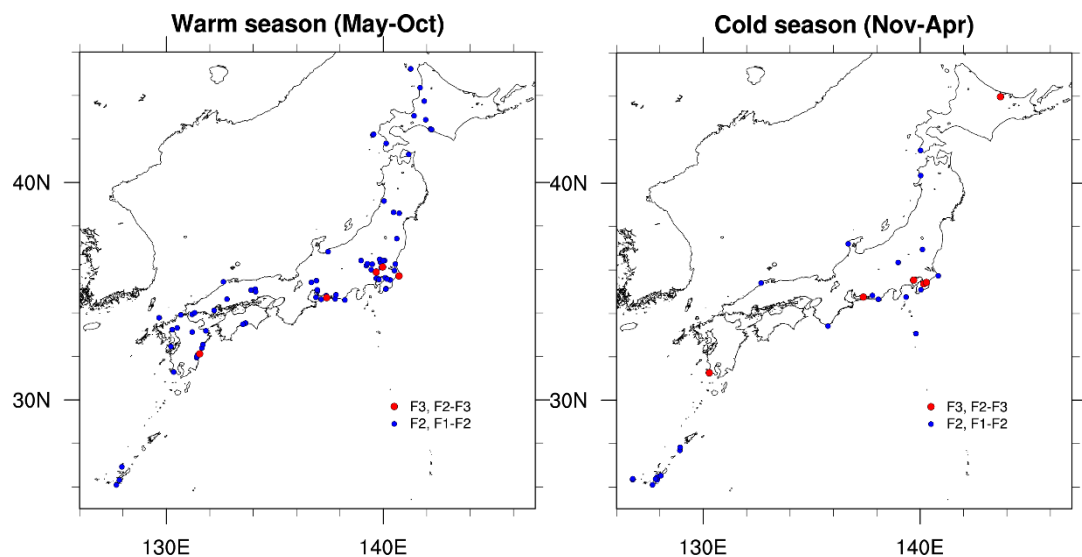 Warm season (May-Oct)
40N
30N
130E
140E
F3, F2-F3
F2, F1-F2
Cold season (Nov-Apr)
40N
30N
130E
140E
F3, F2-F3
F2, F1-F2